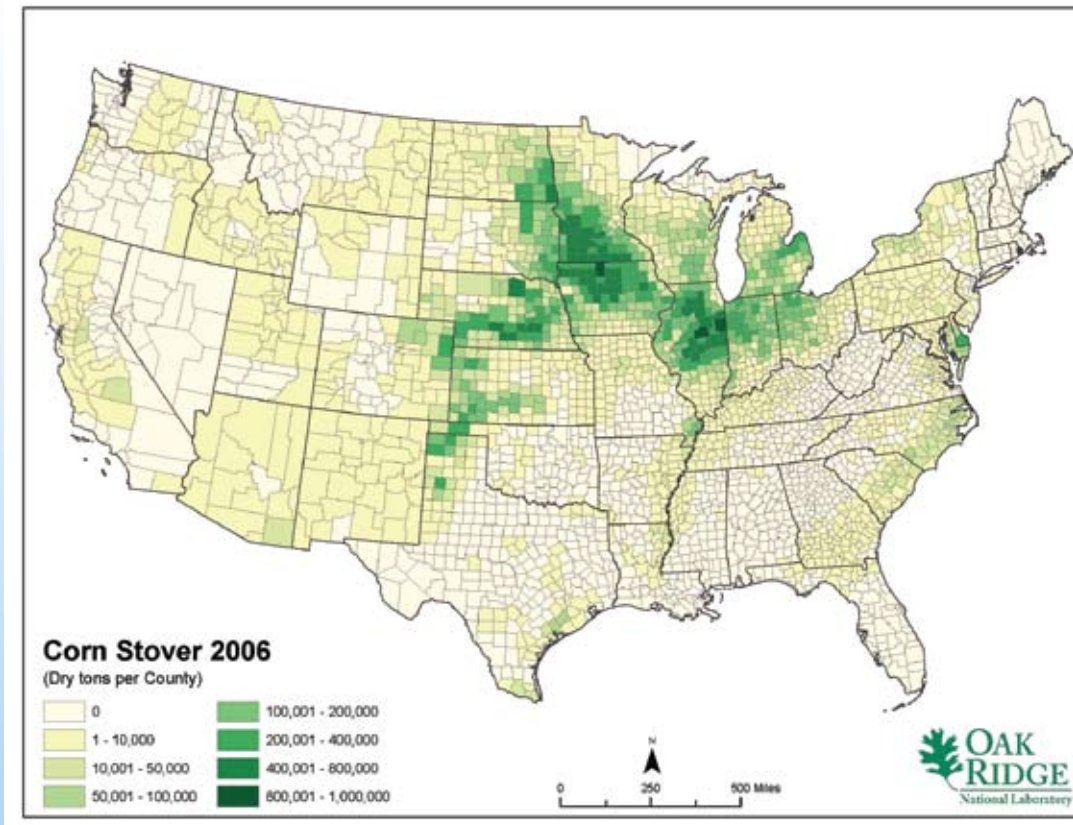 Corn Stover 2006
(Dry tons per County)
0
1 - 10,000
10,001 - 50,000
50,001 - 100,000
100,001 - 200,000
200,001 - 400,000
400,001 - 800,000
800,001 - 1,000,000
N
0 250 500 Miles
OAK
RIDGE
National Laboratory